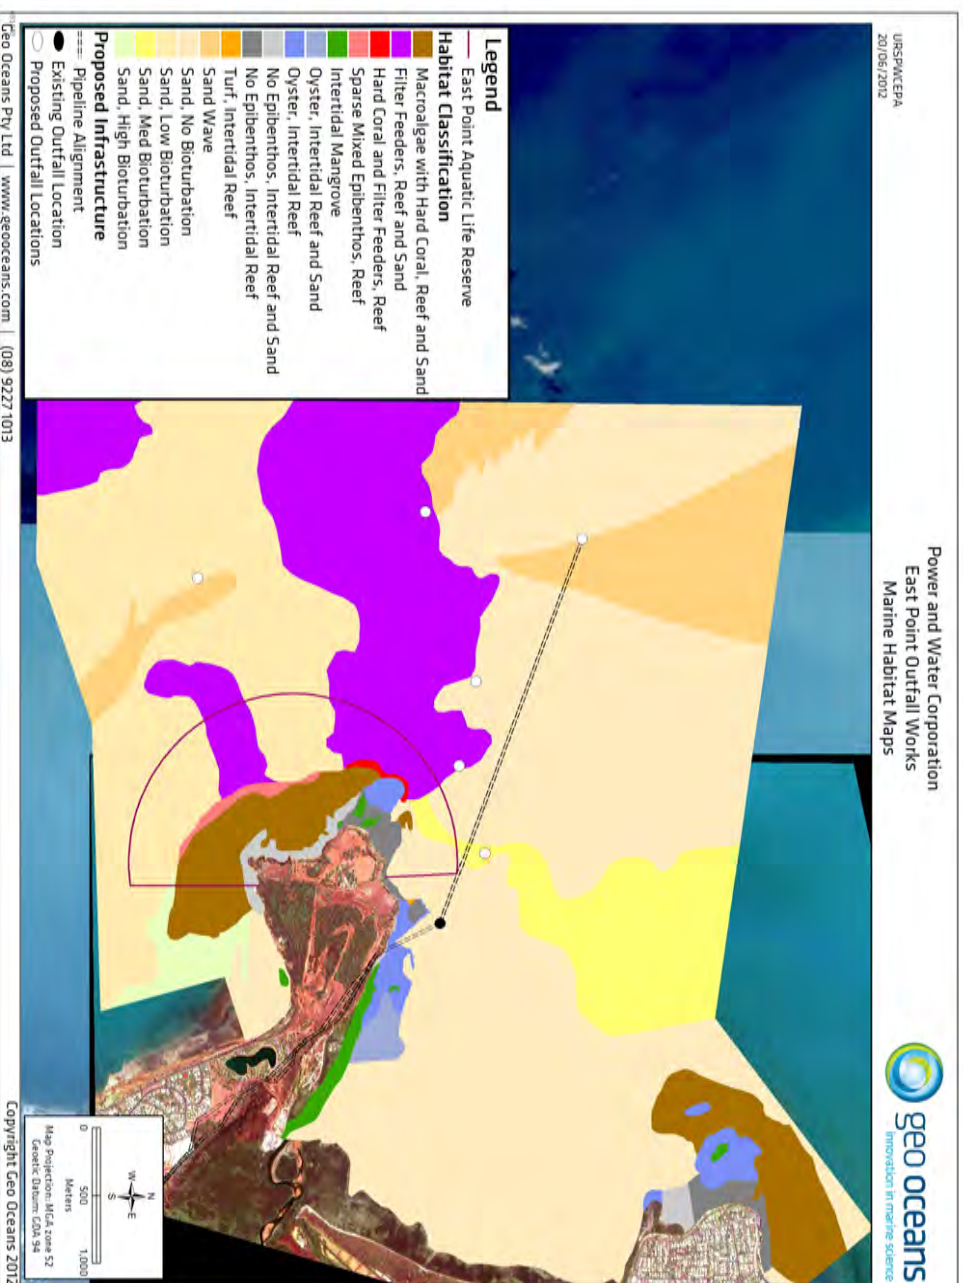 URSPWCEPA
20/06/2012
Power and Water Corporation
East Point Outfall Works
Marine Habitat Maps
geo oceans
innovation in marine science
Legend
East Point Aquatic Life Reserve
Habitat Classification
Macroalgae with Hard Coral, Reef and Sand
Filter Feeders, Reef and Sand
Hard Coral and Filter Feeders, Reef
Sparse Mixed Epibenthos, Reef
Intertidal Mangrove
Oyster, Intertidal Reef and Sand
Oyster, Intertidal Reef
No Epibenthos, Intertidal Reef and Sand
No Epibenthos, Intertidal Reef
Turf, Intertidal Reef
Sand Wave
Sand, No Bioturbation
Sand, Low Bioturbation
Sand, Med Bioturbation
Sand, High Bioturbation
Proposed Infrastructure
Pipeline Alignment
Existing Outfall Location
Proposed Outfall Locations
N
W E
S
0 500 1,000
Meters
Map Projection: MGA zone 52
Geoetic Datum: GDA 94
Geo Oceans Pty Ltd | www.geooceans.com | (08) 9227 1013
Copyright Geo Oceans 2012